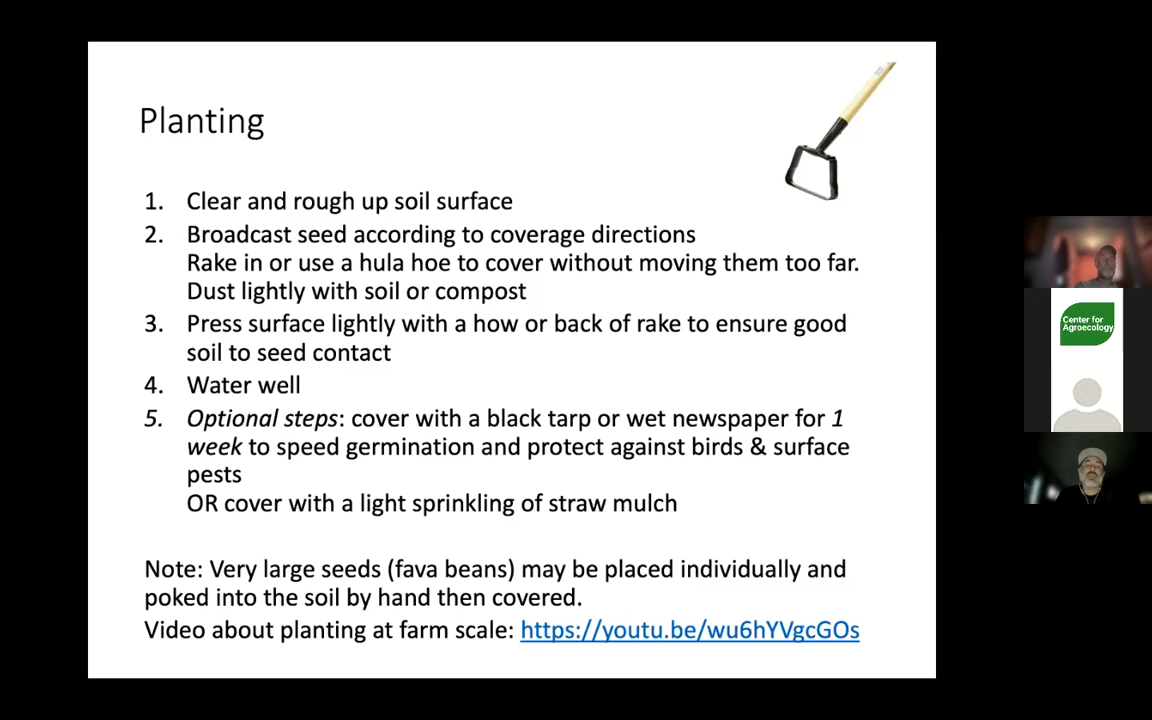 Planting
1. Clear and rough up soil surface
2. Broadcast seed according to coverage directions
Rake in or use a hula hoe to cover without moving them too far.
Dust lightly with soil or compost
3. Press surface lightly with a how or back of rake to ensure good
soil to seed contact
4. Water well
5. Optional steps: cover with a black tarp or wet newspaper for 1
week to speed germination and protect against birds & surface
pests
OR cover with a light sprinkling of straw mulch
Note: Very large seeds (fava beans) may be placed individually and
poked into the soil by hand then covered.
Video about planting at farm scale: https://youtu.be/wu6hYVgcGOs
Center for
Agroecology